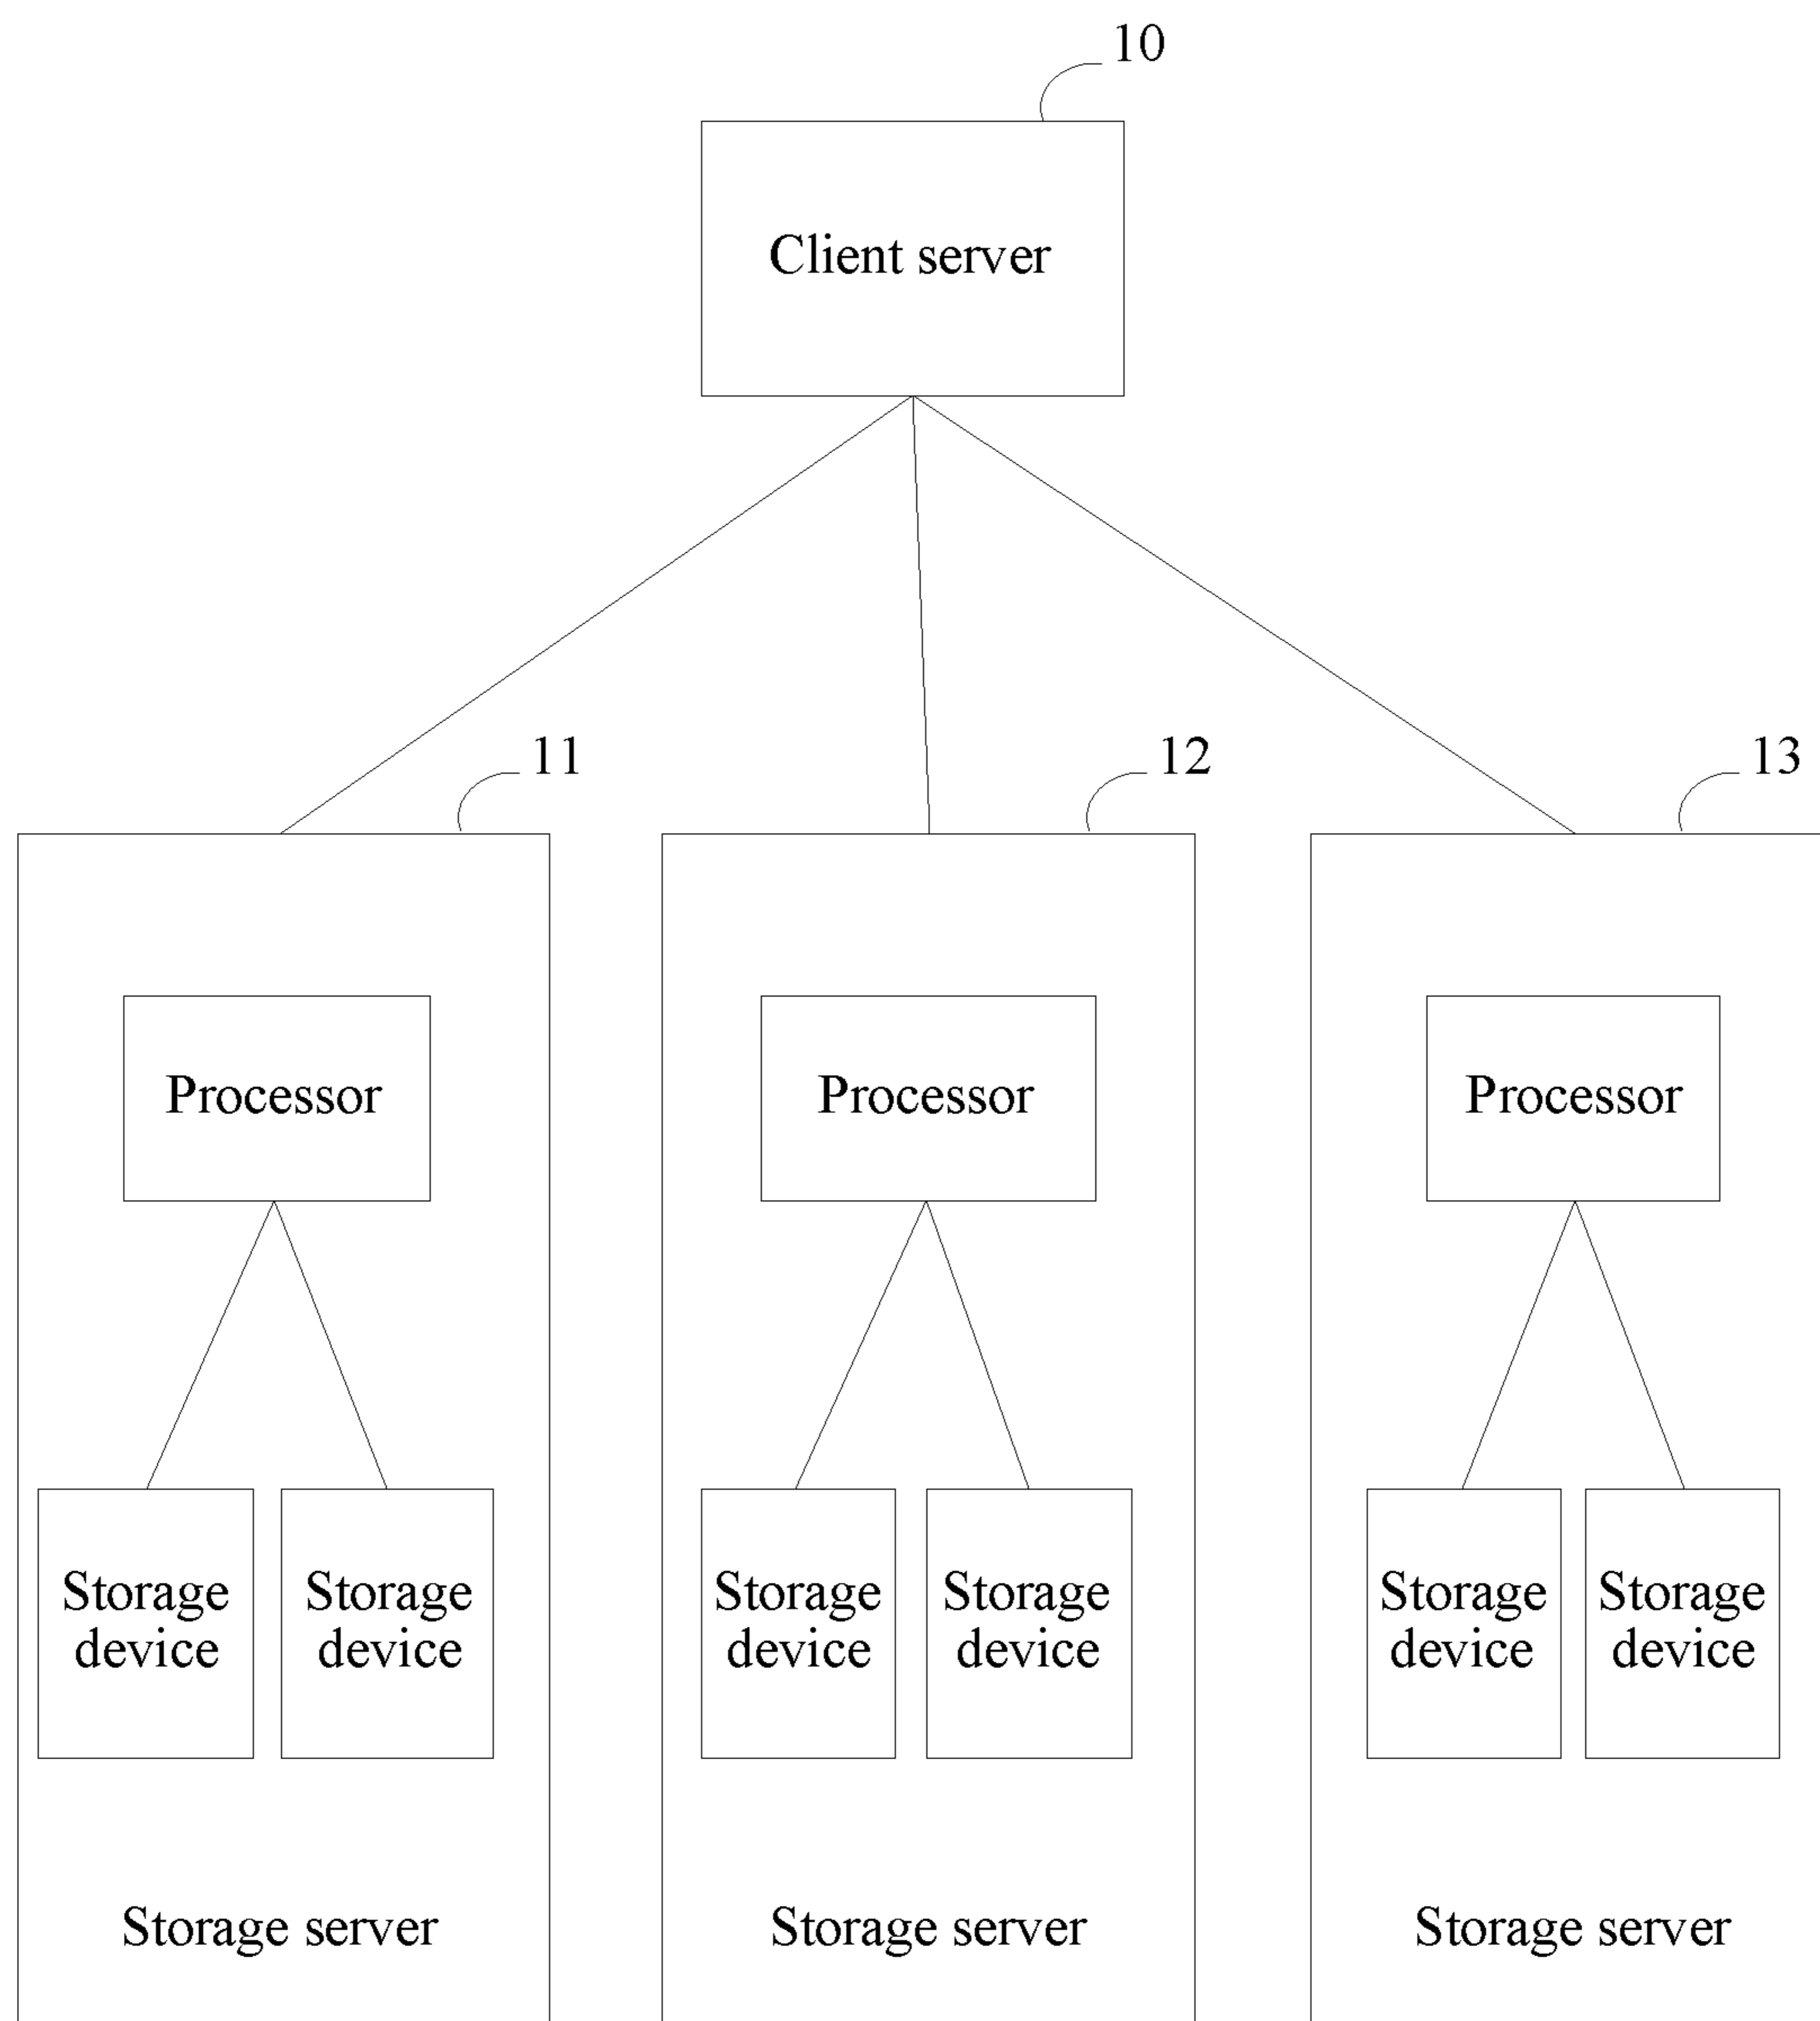 10
Client server
11
12
13
Processor
Processor
Processor
Storage
device
Storage
device
Storage
device
Storage
device
Storage
device
Storage
device
Storage server
Storage server
Storage server